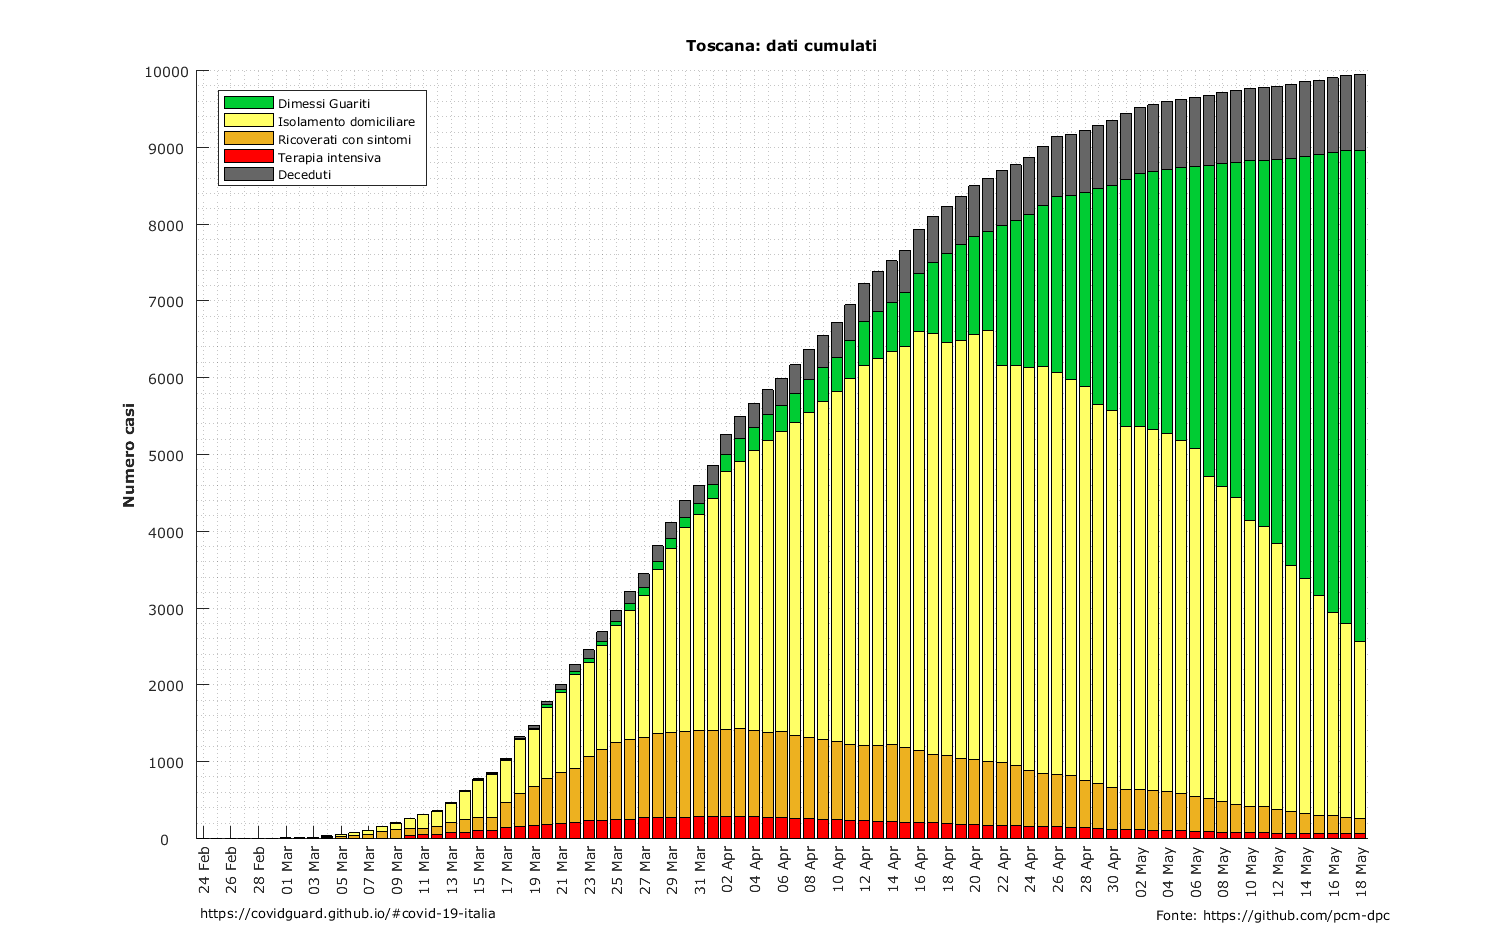 Toscana: dati cumulati
10000
9000
8000
7000
6000
5000
4000
3000
2000
1000
0
Numero casi
Dimessi Guariti
Isolamento domiciliare
Ricoverati con sintomi
Terapia intensiva
Deceduti
24 Feb
26 Feb
28 Feb
01 Mar
03 Mar
05 Mar
07 Mar
09 Mar
11 Mar
13 Mar
15 Mar
17 Mar
19 Mar
21 Mar
23 Mar
25 Mar
27 Mar
29 Mar
31 Mar
02 Apr
04 Apr
06 Apr
08 Apr
10 Apr
12 Apr
14 Apr
16 Apr
18 Apr
20 Apr
22 Apr
24 Apr
26 Apr
28 Apr
30 Apr
02 May
04 May
06 May
08 May
10 May
12 May
14 May
16 May
18 May
https://covidguard.github.io/#covid-19-italia
Fonte: https://github.com/pcm-dpc